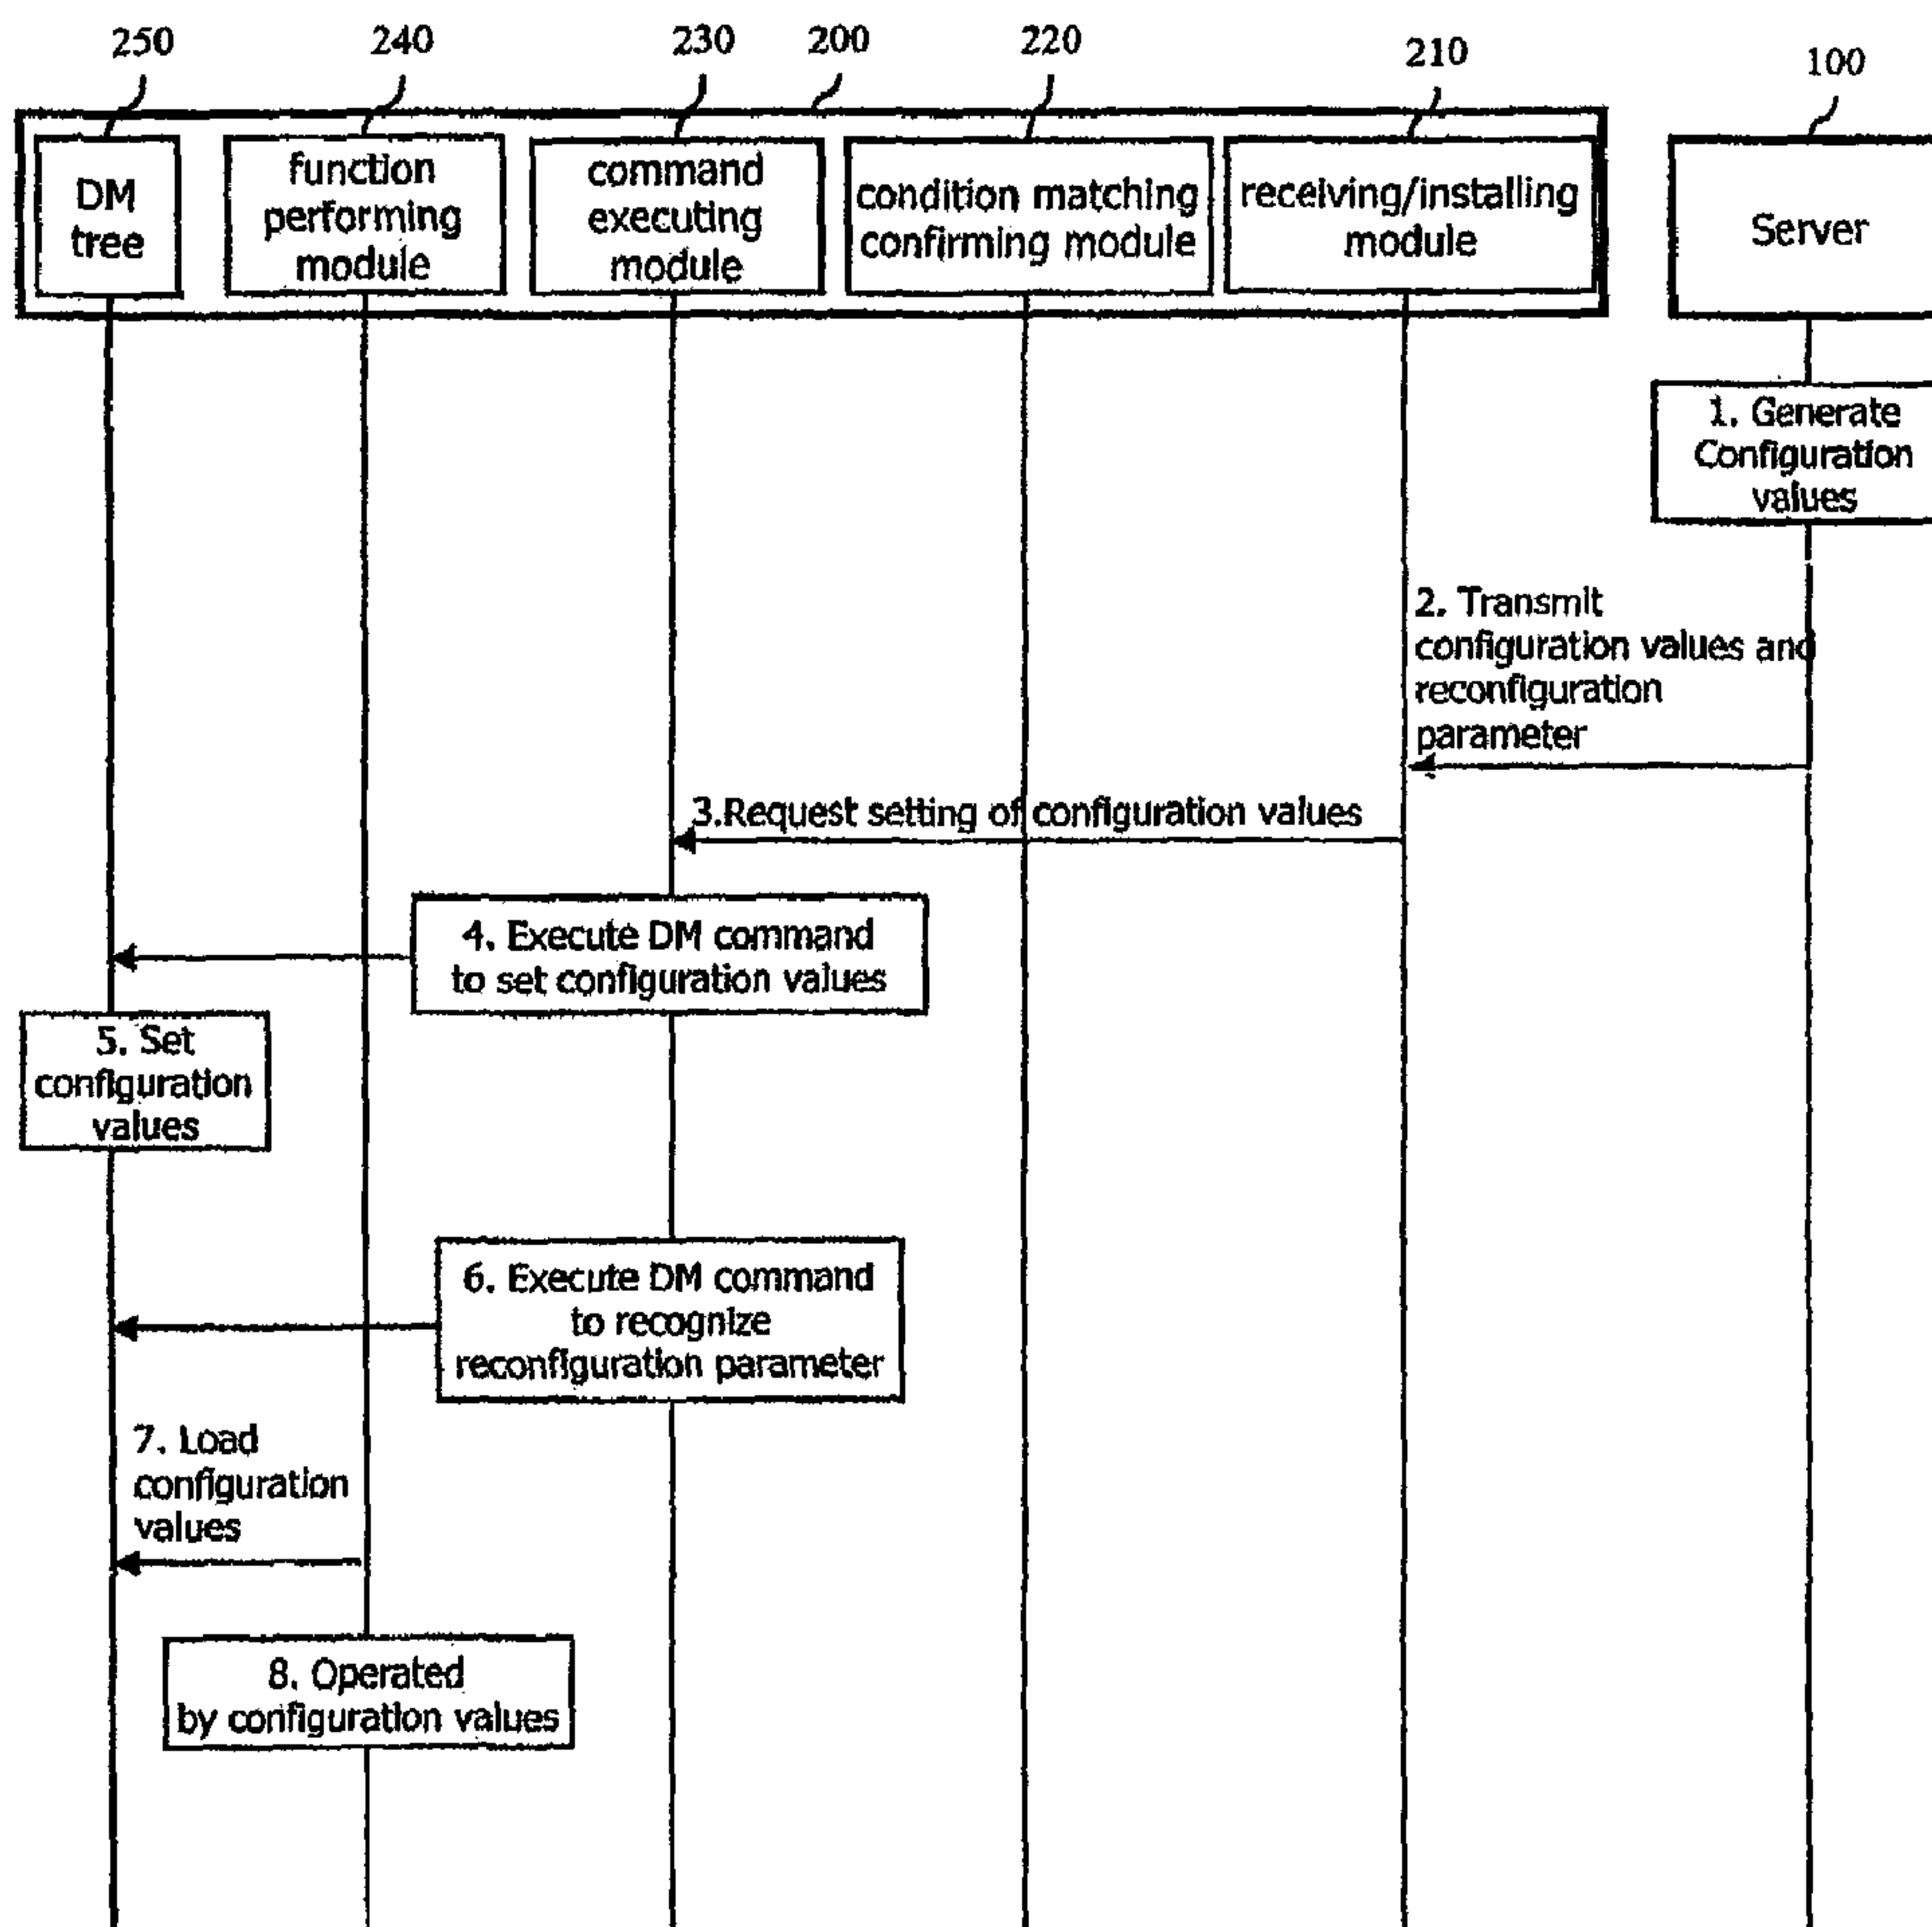 250
240
230
200
220
210
100
DM
tree
function
performing
module
command
executing
module
condition matching
confirming module
receiving/installing
module
Server
1. Generate
Configuration
values
2. Transmit
configuration values and
reconfiguration
parameter
3.Request setting of configuration values
4. Execute DM command
to set configuration values
5. Set
configuration
values
6. Execute DM command
to recognize
reconfiguration parameter
7. Load
configuration
values
8. Operated
by configuration values